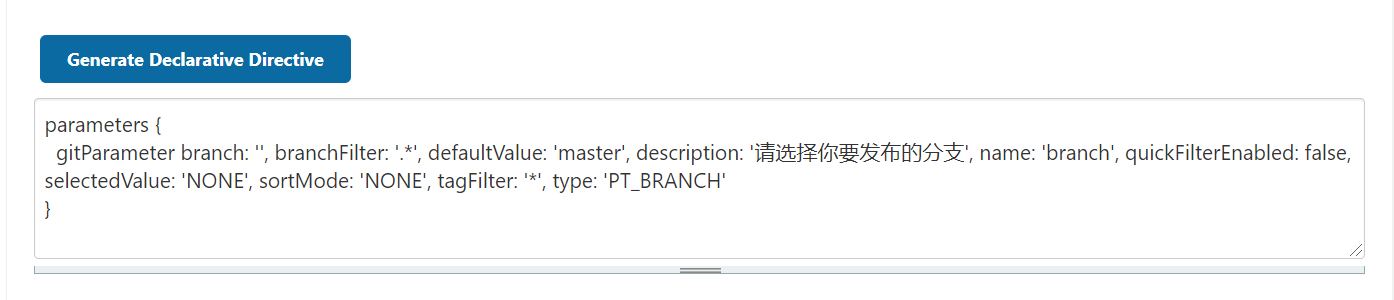 Generate Declarative Directive
parameters {
  gitParameter branch: '', branchFilter: '.*', defaultValue: 'master', description: '请选择你要发布的分支', name: 'branch', quickFilterEnabled: false,
selectedValue: 'NONE', sortMode: 'NONE', tagFilter: '*', type: 'PT_BRANCH'
}